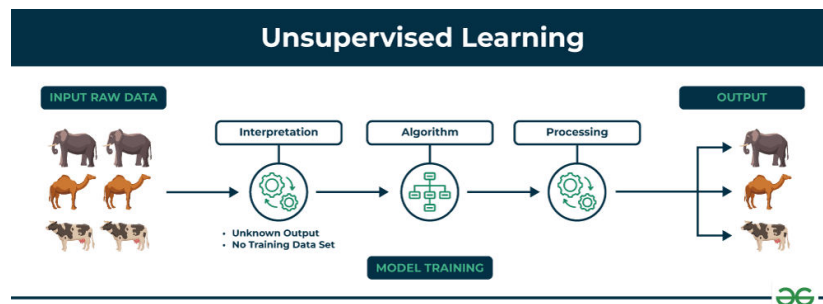 Unsupervised Learning
INPUT RAW DATA
OUTPUT
Interpretation
Algorithm
Processing
• Unknown Output
• No Training Data Set
MODEL TRAINING